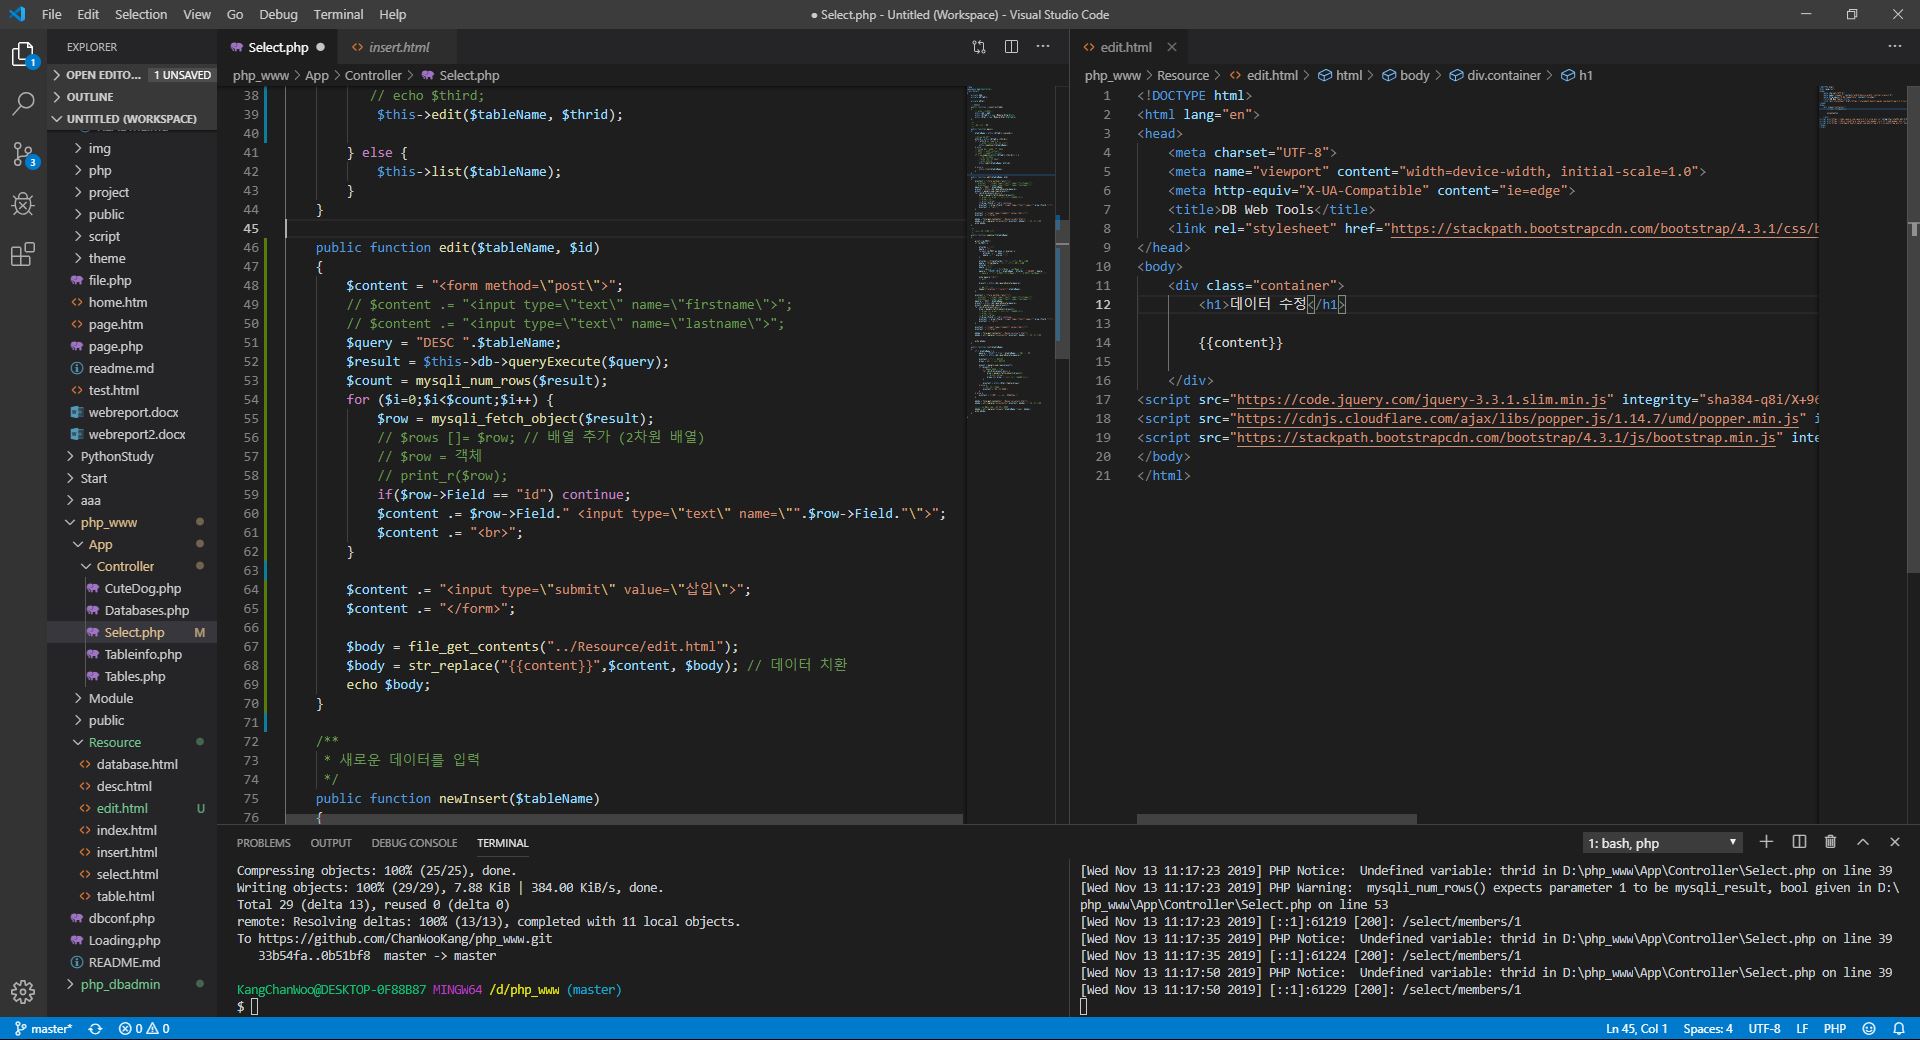 File Edit Selection View Go Debug Terminal Help
● Select.php - Untitled (Workspace) - Visual Studio Code
EXPLORER
OPEN EDITO... 1 UNSAVED
OUTLINE
UNTITLED (WORKSPACE)
img
php
project
public
script
theme
file.php
home.htm
page.htm
page.php
readme.md
test.html
webreport.docx
webreport2.docx
PythonStudy
Start
aaa
php_www
App
Controller
CuteDog.php
Databases.php
Select.php M
Tableinfo.php
Tables.php
Module
public
Resource
database.html
desc.html
edit.html U
index.html
insert.html
select.html
table.html
dbconf.php
Loading.php
README.md
php_dbadmin
1
3
Select.php ● insert.html
php_www > App > Controller > Select.php
38 // echo $third;
39 $this->edit($tableName, $thrid);
40
41 } else {
42 $this->list($tableName);
43 }
44 }
45
46 public function edit($tableName, $id)
47 {
48 $content = "<form method=\"post\">";
49 // $content .= "<input type=\"text\" name=\"firstname\">";
50 // $content .= "<input type=\"text\" name=\"lastname\">";
51 $query = "DESC ".$tableName;
52 $result = $this->db->queryExecute($query);
53 $count = mysqli_num_rows($result);
54 for ($i=0;$i<$count;$i++) {
55 $row = mysqli_fetch_object($result);
56 // $rows []= $row; // 배열 추가 (2차원 배열)
57 // $row = 객체
58 // print_r($row);
59 if($row->Field == "id") continue;
60 $content .= $row->Field." <input type=\"text\" name=\"".$row->Field."\">";
61 $content .= "<br>";
62 }
63
64 $content .= "<input type=\"submit\" value=\"삽입\">";
65 $content .= "</form>";
66
67 $body = file_get_contents("../Resource/edit.html");
68 $body = str_replace("{{content}}",$content, $body); // 데이터 치환
69 echo $body;
70 }
71
72 /**
73 * 새로운 데이터를 입력
74 */
75 public function newInsert($tableName)
76 {
edit.html
php_www > Resource > edit.html > html > body > div.container > h1
1 <!DOCTYPE html>
2 <html lang="en">
3 <head>
4 <meta charset="UTF-8">
5 <meta name="viewport" content="width=device-width, initial-scale=1.0">
6 <meta http-equiv="X-UA-Compatible" content="ie=edge">
7 <title>DB Web Tools</title>
8 <link rel="stylesheet" href="https://stackpath.bootstrapcdn.com/bootstrap/4.3.1/css/b
9 </head>
10 <body>
11 <div class="container">
12 <h1>데이터 수정</h1>
13
14 {{content}}
15
16 </div>
17 <script src="https://code.jquery.com/jquery-3.3.1.slim.min.js" integrity="sha384-q8i/X+96
18 <script src="https://cdnjs.cloudflare.com/ajax/libs/popper.js/1.14.7/umd/popper.min.js" i
19 <script src="https://stackpath.bootstrapcdn.com/bootstrap/4.3.1/js/bootstrap.min.js" inte
20 </body>
21 </html>
PROBLEMS OUTPUT DEBUG CONSOLE TERMINAL
1: bash, php
Compressing objects: 100% (25/25), done.
Writing objects: 100% (29/29), 7.88 KiB | 384.00 KiB/s, done.
Total 29 (delta 13), reused 0 (delta 0)
remote: Resolving deltas: 100% (13/13), completed with 11 local objects.
To https://github.com/ChanWooKang/php_www.git
33b54fa..0b51bf8 master -> master
KangChanWoo@DESKTOP-0F88B87 MINGW64 /d/php_www (master)
$
[Wed Nov 13 11:17:23 2019] PHP Notice: Undefined variable: thrid in D:\php_www\App\Controller\Select.php on line 39
[Wed Nov 13 11:17:23 2019] PHP Warning: mysqli_num_rows() expects parameter 1 to be mysqli_result, bool given in D:\
php_www\App\Controller\Select.php on line 53
[Wed Nov 13 11:17:23 2019] [::1]:61219 [200]: /select/members/1
[Wed Nov 13 11:17:35 2019] PHP Notice: Undefined variable: thrid in D:\php_www\App\Controller\Select.php on line 39
[Wed Nov 13 11:17:35 2019] [::1]:61224 [200]: /select/members/1
[Wed Nov 13 11:17:50 2019] PHP Notice: Undefined variable: thrid in D:\php_www\App\Controller\Select.php on line 39
[Wed Nov 13 11:17:50 2019] [::1]:61229 [200]: /select/members/1
master* 0 0
Ln 45, Col 1 Spaces: 4 UTF-8 LF PHP